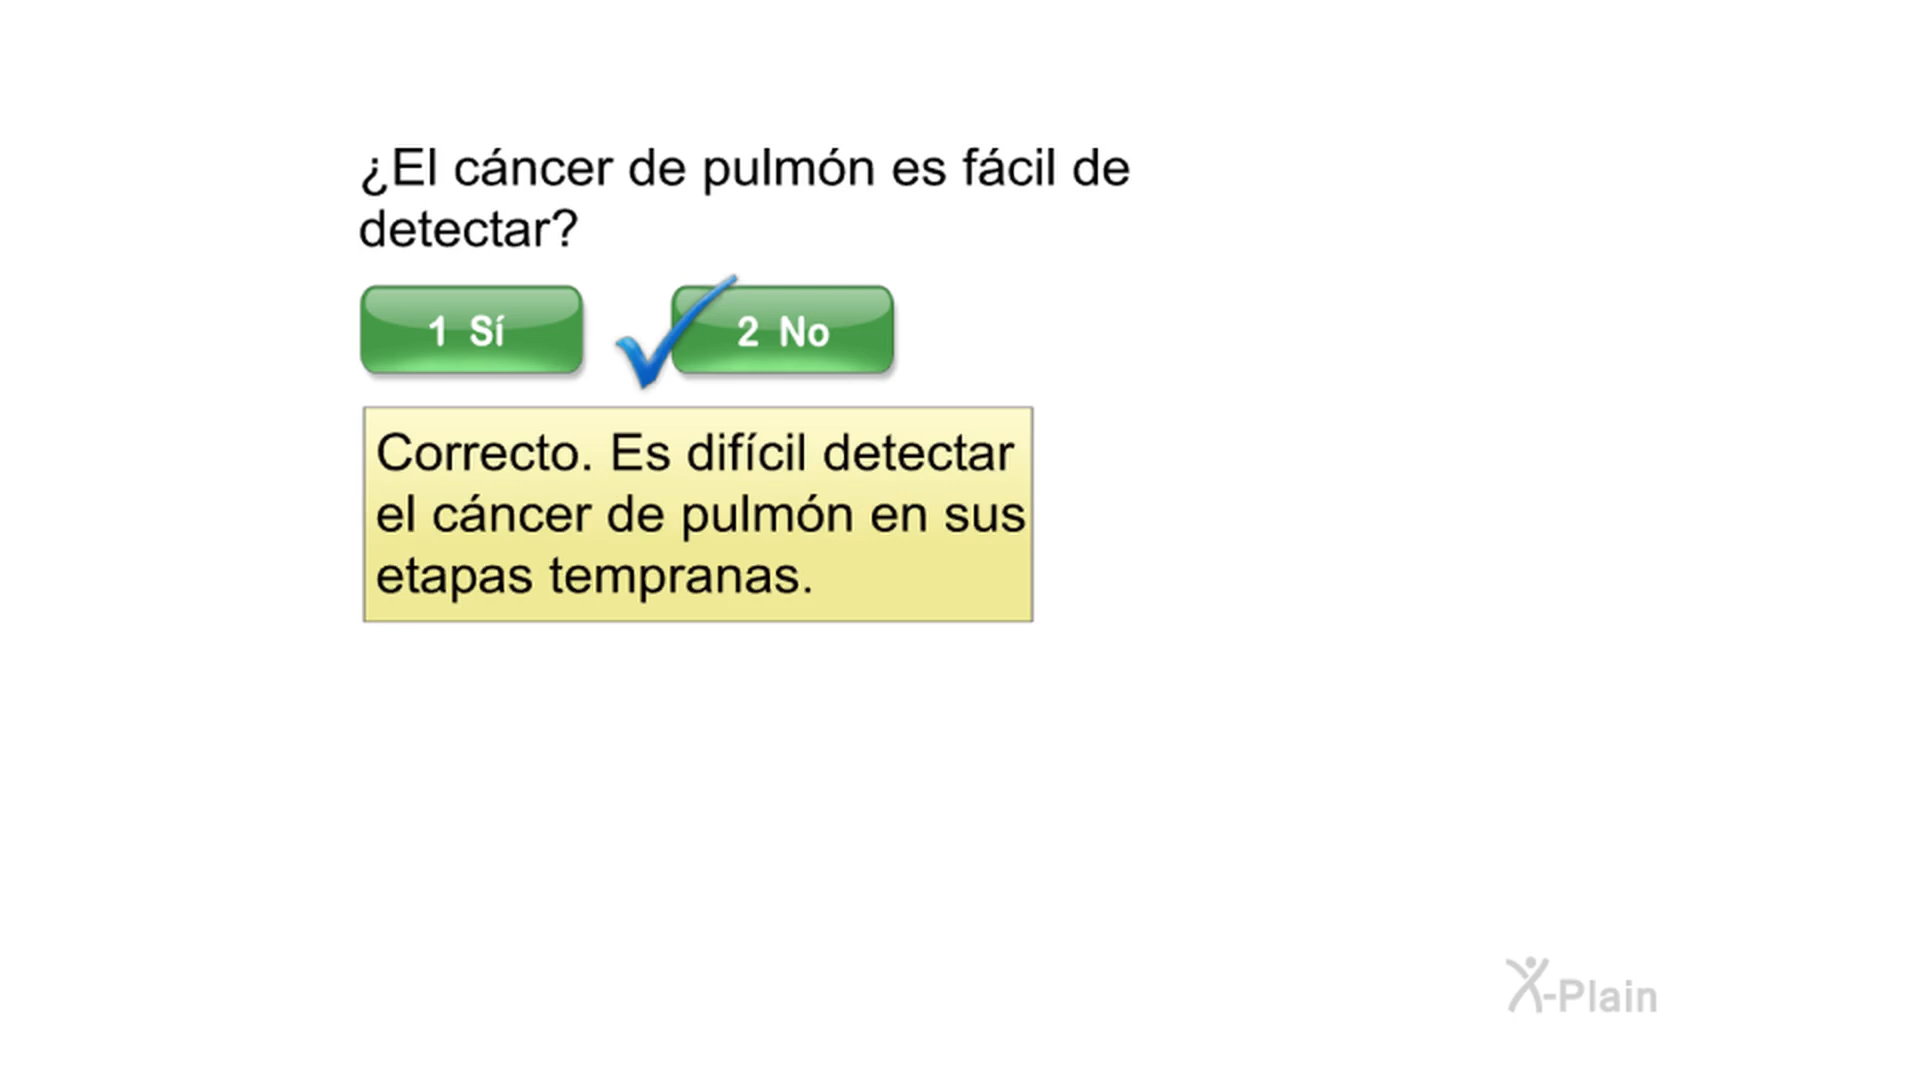 ¿El cáncer de pulmón es fácil de
detectar?
1 Sí
2 No
Correcto. Es difícil detectar
el cáncer de pulmón en sus
etapas tempranas.
X-Plain